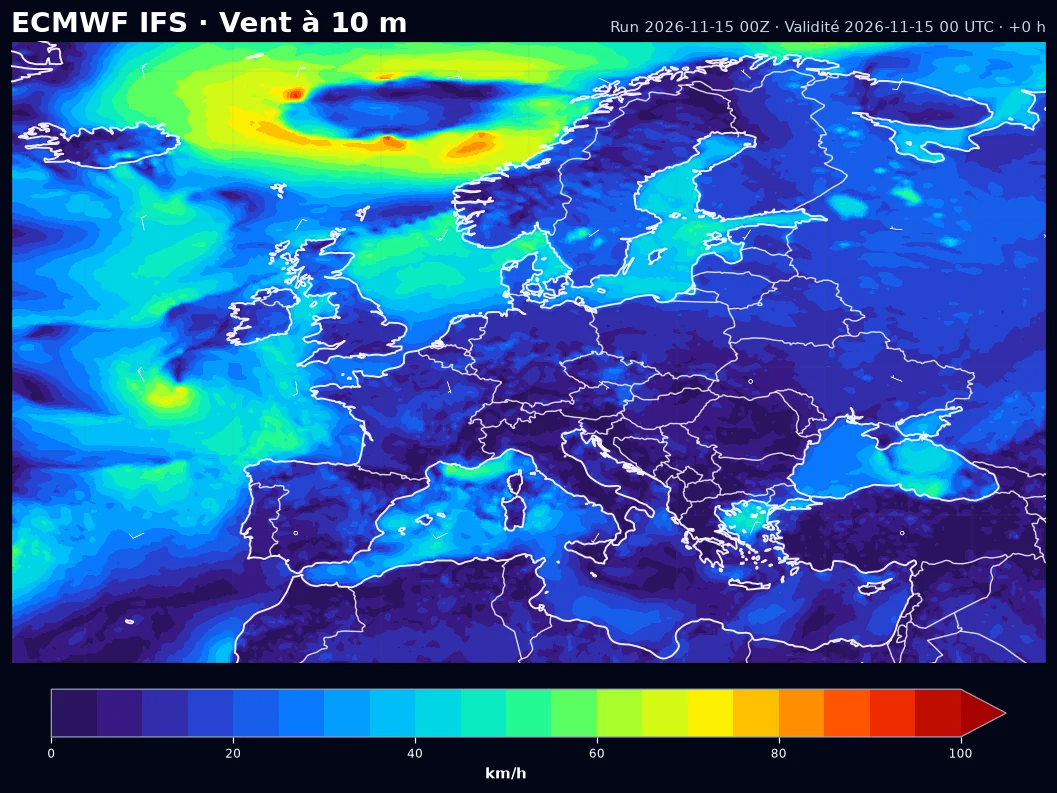 ECMWF IFS · Vent à 10 m
Run 2026-11-15 00Z · Validité 2026-11-15 00 UTC · +0 h
0 20 40 60 80 100
km/h